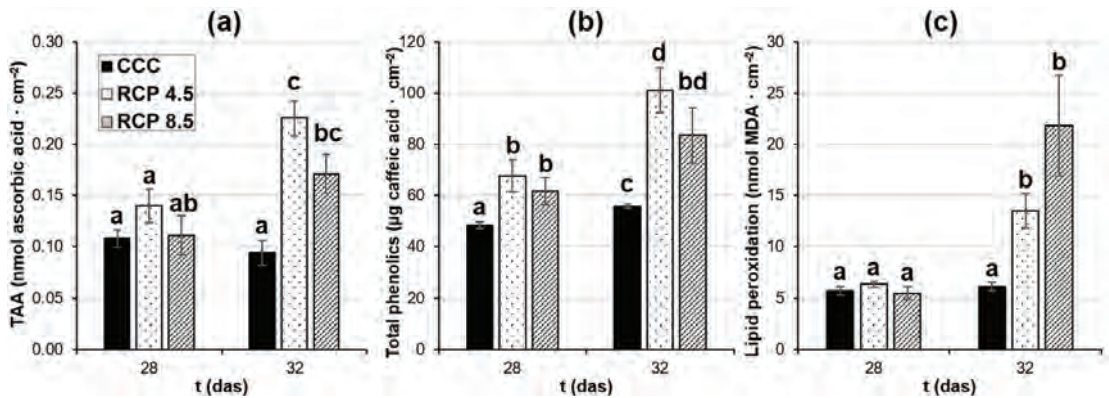 (a)
TAA (nmol ascorbic acid · cm⁻²)
0.30
0.25
0.20
0.15
0.10
0.05
0.00
CCC
RCP 4.5
RCP 8.5
a
a
ab
a
c
bc
28
32
t (das)
(b)
Total phenolics (µg caffeic acid · cm⁻²)
120
100
80
60
40
20
0
a
b
b
c
d
bd
28
32
t (das)
(c)
Lipid peroxidation (nmol MDA · cm⁻²)
30
25
20
15
10
5
0
a
a
a
a
b
b
28
32
t (das)